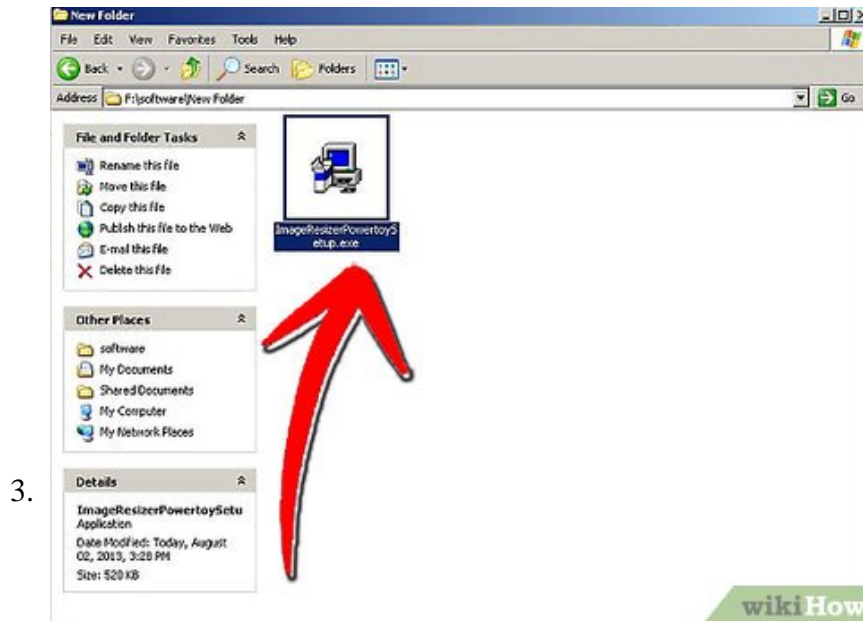 New Folder
File Edit View Favorites Tools Help
Back Search Folders
Address F:\software\New Folder Go
File and Folder Tasks
Rename this file
Move this file
Copy this file
Publish this file to the Web
E-mail this file
Delete this file
Other Places
software
My Documents
Shared Documents
My Computer
My Network Places
Details
ImageResizerPowertoySetu
Application
Date Modified: Today, August
02, 2013, 3:28 PM
Size: 520 KB
ImageResizerPowertoyS
etup.exe
3.
wikiHow